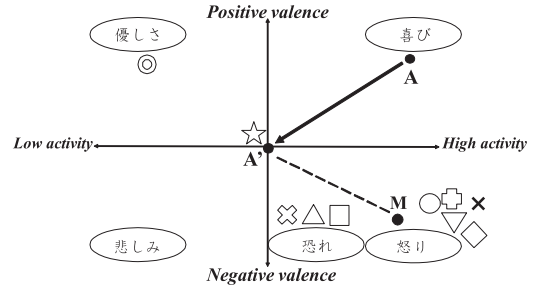 Positive valence
優しさ
喜び
A
Low activity
High activity
A’
M
悲しみ
恐れ
怒り
Negative valence